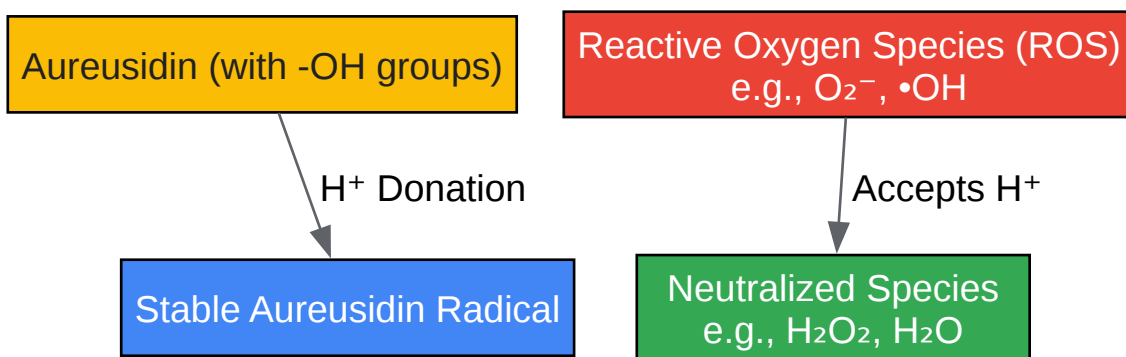 Aureusidin (with -OH groups)
Reactive Oxygen Species (ROS)
e.g., O₂⁻, •OH
H⁺ Donation
Accepts H⁺
Stable Aureusidin Radical
Neutralized Species
e.g., H₂O₂, H₂O